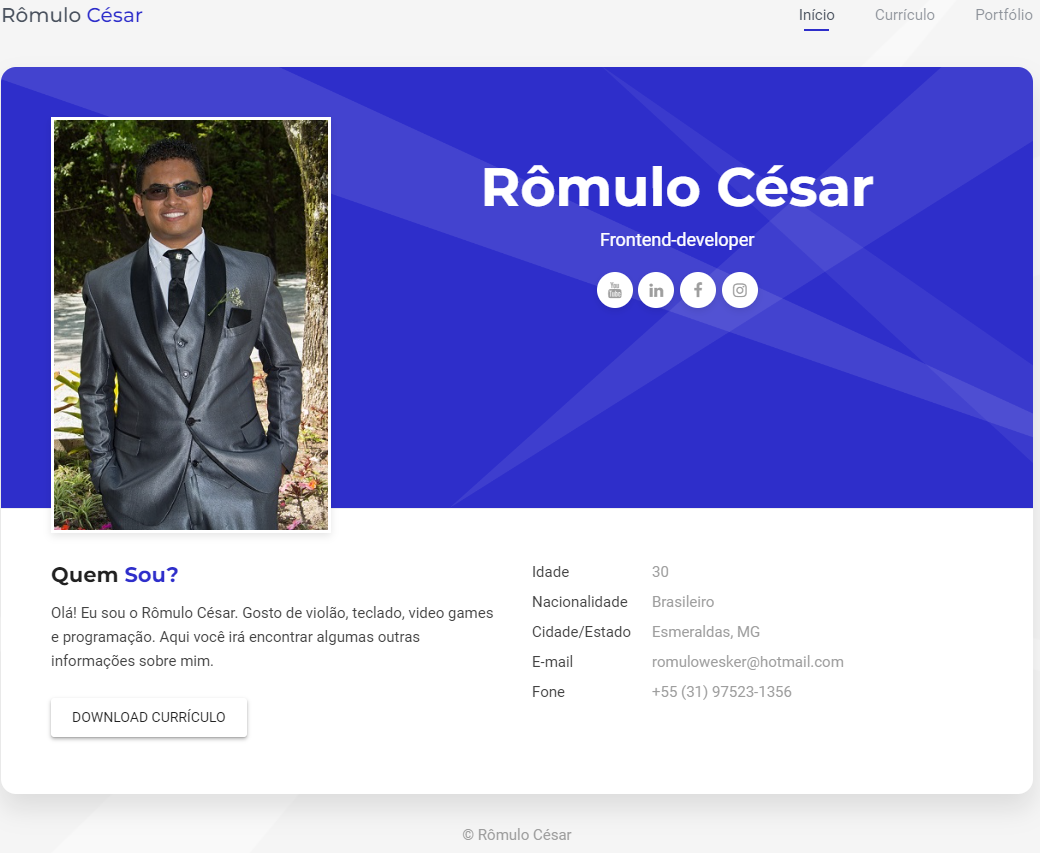 Rômulo César
Início
Currículo
Portfólio
Rômulo César
Frontend-developer
You
Tube
Quem Sou?
Olá! Eu sou o Rômulo César. Gosto de violão, teclado, video games
e programação. Aqui você irá encontrar algumas outras
informações sobre mim.
DOWNLOAD CURRÍCULO
Idade 30
Nacionalidade Brasileiro
Cidade/Estado Esmeraldas, MG
E-mail romulowesker@hotmail.com
Fone +55 (31) 97523-1356
© Rômulo César